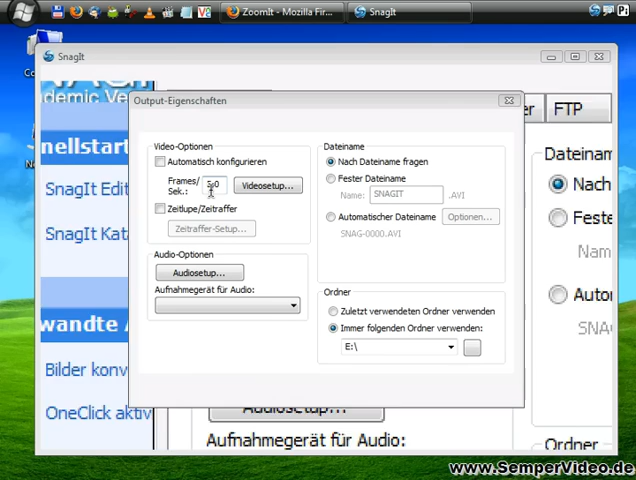 ZoomIt - Mozilla Fir...
SnagIt
SnagIt
demic Ve
er
FTP
Output-Eigenschaften
Video-Optionen
Automatisch konfigurieren
Frames/
Sek.:
Videosetup...
Zeitlupe/Zeitraffer
Zeitraffer-Setup...
Audio-Optionen
Audiosetup...
Aufnahmegerät für Audio:
Dateiname
Nach Dateiname fragen
Fester Dateiname
Name:
SNAGIT
.AVI
Automatischer Dateiname
Optionen...
SNAG-0000.AVI
Ordner
Zuletzt verwendeten Ordner verwenden
Immer folgenden Ordner verwenden:
E:\
nellstart
SnagIt Edit
SnagIt Kata
wandte A
Bilder konv
OneClick aktiv
Dateinam
Nach
Feste
Nam
Autor
SNA
Audiosetup...
Aufnahmegerät für Audio:
Ordner
www.SemperVideo.de